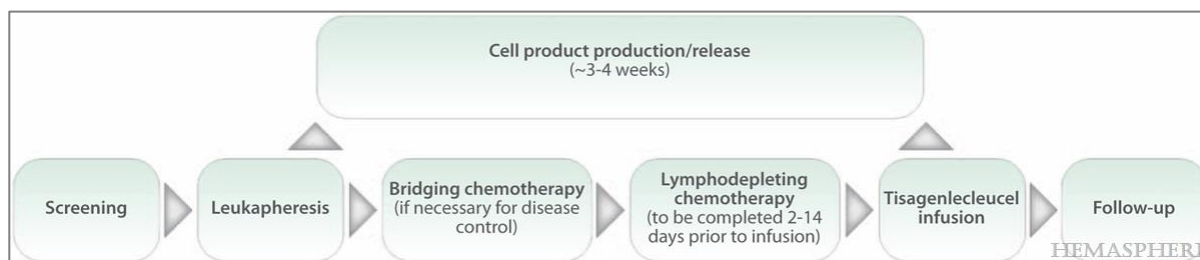 Cell product production/release
(~3-4 weeks)
Screening
Leukapheresis
Bridging chemotherapy
(if necessary for disease
control)
Lymphodepleting
chemotherapy
(to be completed 2-14
days prior to infusion)
Tisagenlecleucel
infusion
Follow-up
HEMASPHERE